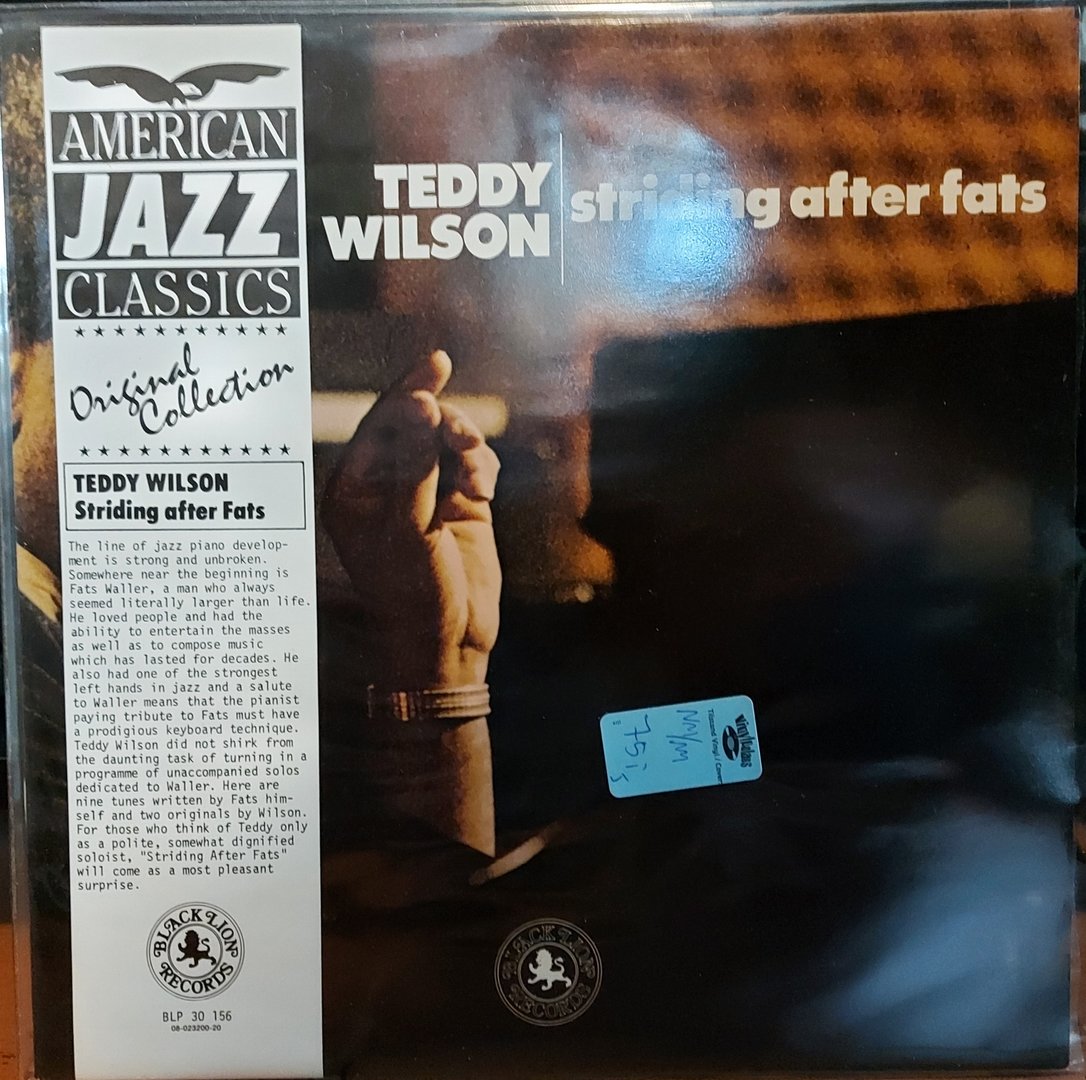 AMERICAN
JAZZ
CLASSICS
Original
Collection
TEDDY WILSON
Striding after Fats
The line of jazz piano develop-
ment is strong and unbroken.
Somewhere near the beginning is
Fats Waller, a man who always
seemed literally larger than life.
He loved people and had the
ability to entertain the masses
as well as to compose music
which has lasted for decades. He
also had one of the strongest
left hands in jazz and a salute
to Waller means that the pianist
paying tribute to Fats must have
a prodigious keyboard technique.
Teddy Wilson did not shirk from
the daunting task of turning in a
programme of unaccompanied solos
dedicated to Waller. Here are
nine tunes written by Fats him-
self and two originals by Wilson.
For those who think of Teddy only
as a polite, somewhat dignified
soloist, "Striding After Fats"
will come as a most pleasant
surprise.
BLACK LION
RECORDS
BLP 30 156
08-023200-20
TEDDY
WILSON
striding after fats
BLACK LION
RECORDS